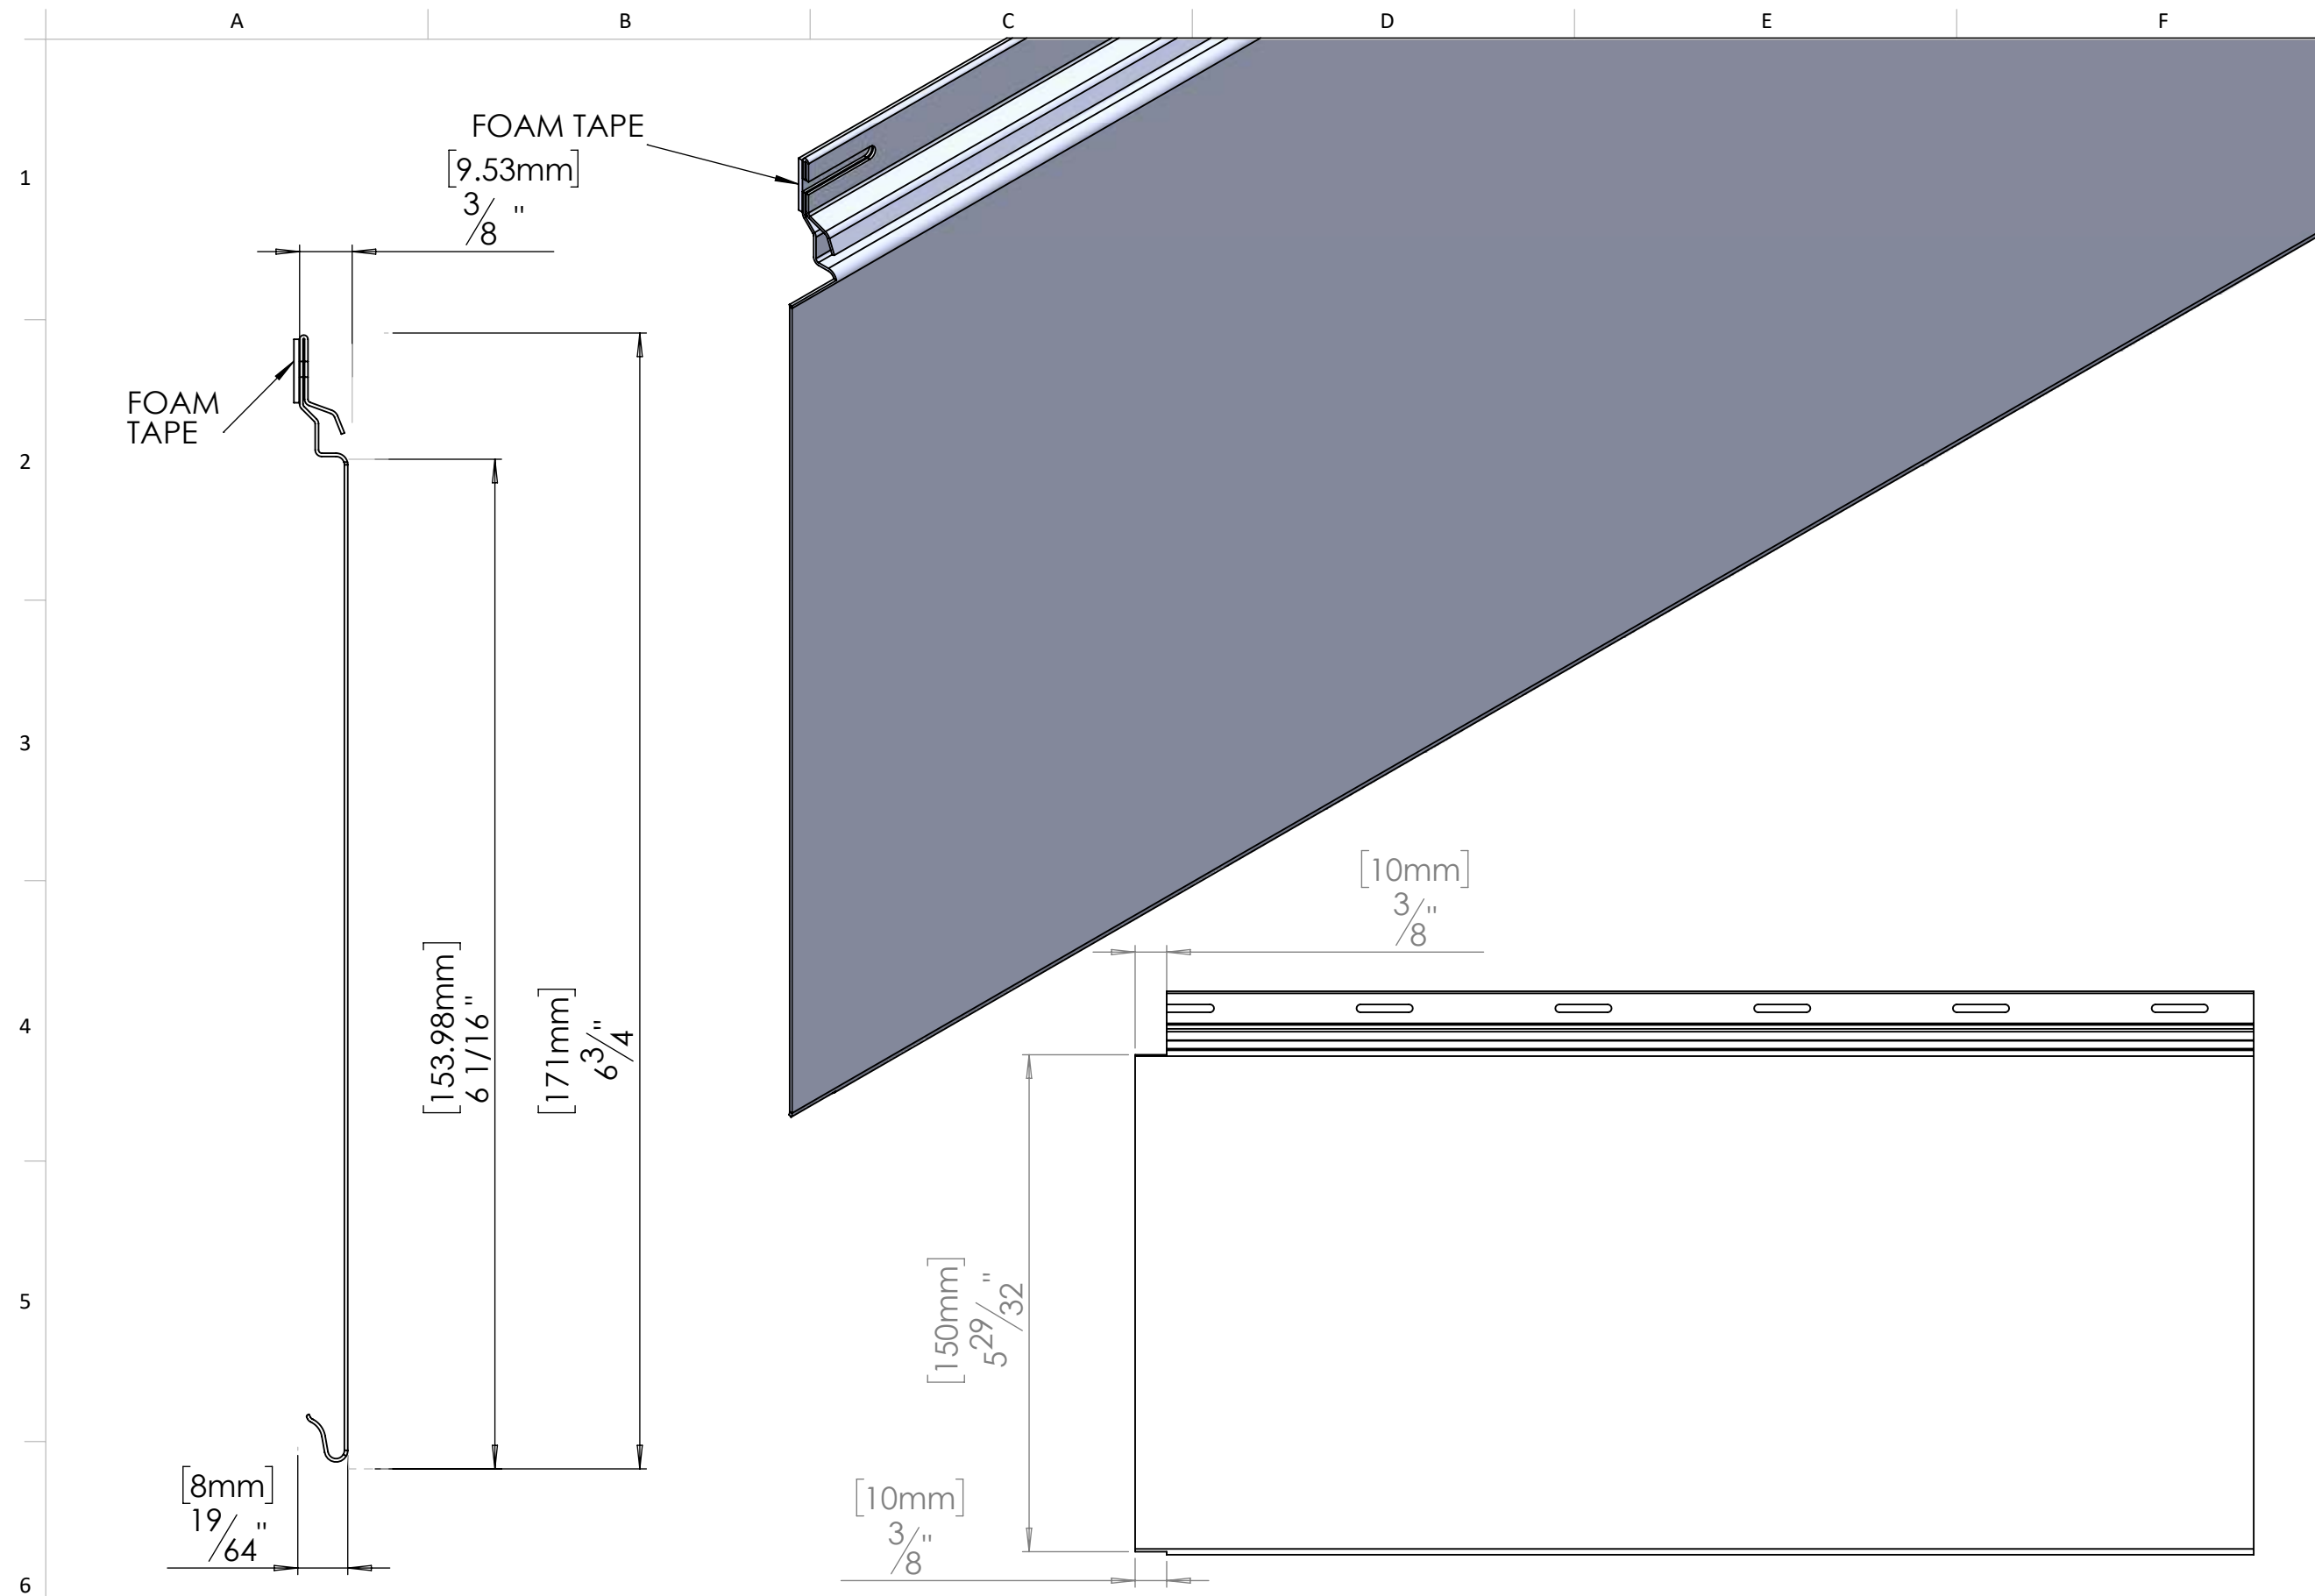 A B C D E F
1
2
3
4
5
6
FOAM TAPE
[9.53mm]
3/8"
FOAM
TAPE
[153.98mm]
6 1/16"
[171mm]
6 3/4"
[8mm]
19/64"
[10mm]
3/8"
[150mm]
5 29/32"
[10mm]
3/8"